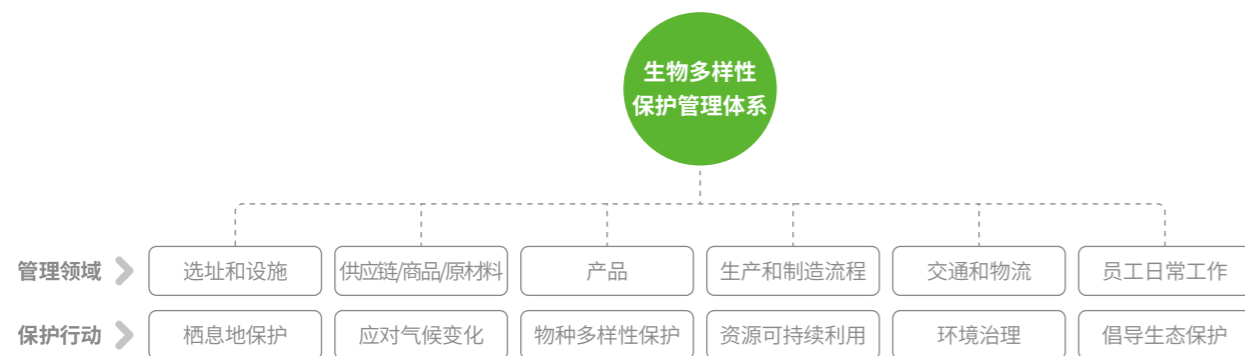 生物多样性
保护管理体系
管理领域 选址和设施 供应链/商品/原材料 产品 生产和制造流程 交通和物流 员工日常工作
保护行动 栖息地保护 应对气候变化 物种多样性保护 资源可持续利用 环境治理 倡导生态保护